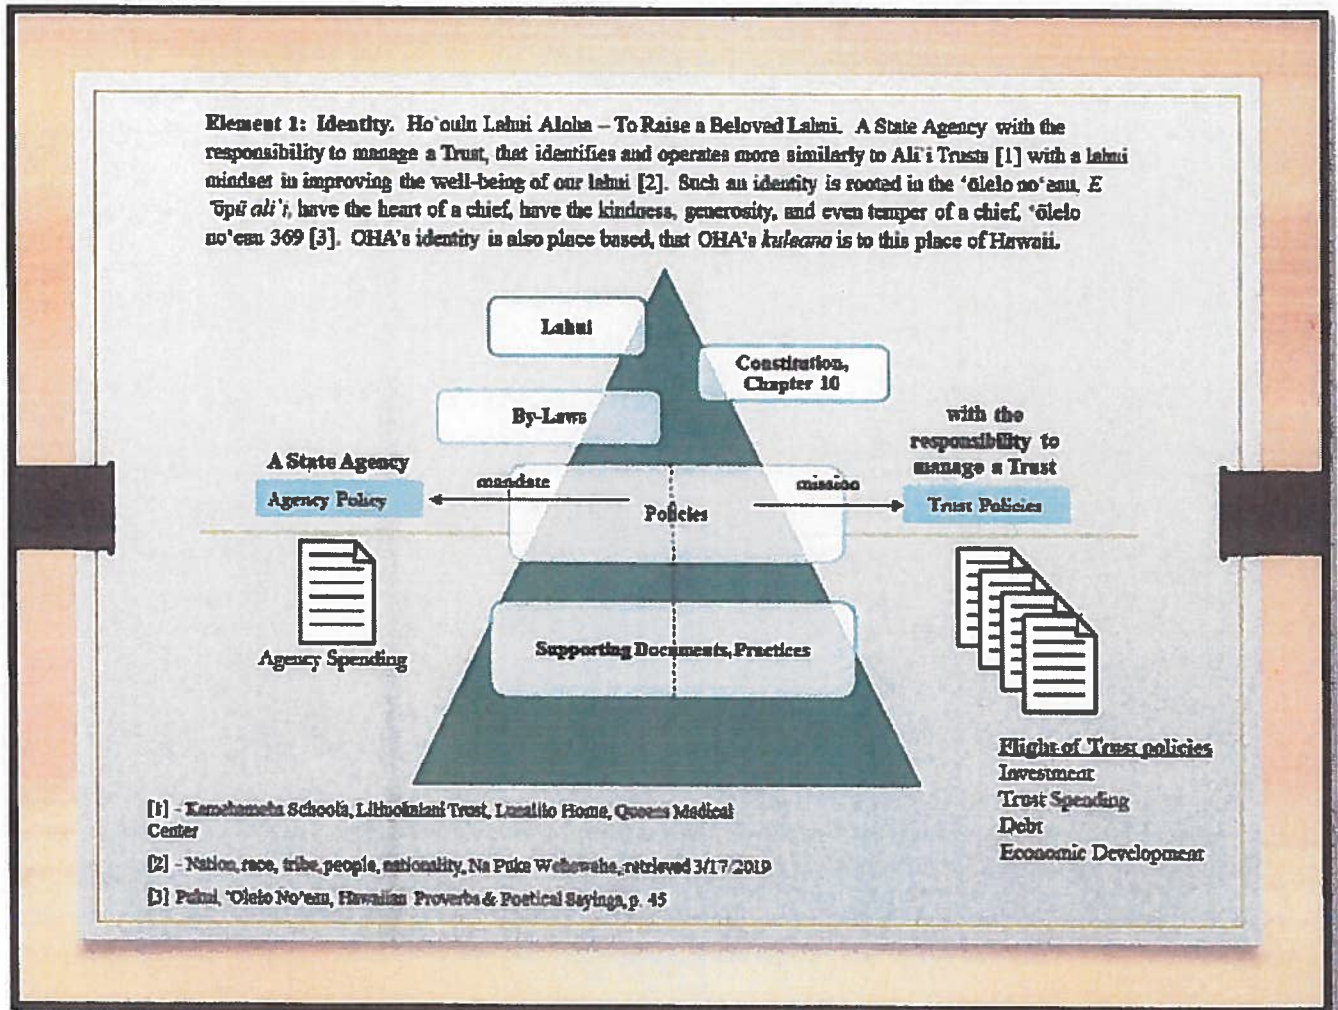 Element 1: Identity. Ho`oulu Lahui Aloha – To Raise a Beloved Lahui. A State Agency with the
responsibility to manage a Trust, that identifies and operates more similarly to Ali`i Trusts [1] with a lahui
mindset in improving the well-being of our lahui [2]. Such an identity is rooted in the ‘ōlelo no‘eau, E
‘ōpū ali‘i, have the heart of a chief, have the kindness, generosity, and even temper of a chief, ‘ōlelo
no‘eau 369 [3]. OHA's identity is also place based, that OHA's kuleana is to this place of Hawaii.
Lahui
Constitution,
Chapter 10
By-Laws
with the
responsibility to
manage a Trust
A State Agency
mandate
mission
Agency Policy
Policies
Trust Policies
Agency Spending
Supporting Documents, Practices
Flight of Trust policies
Investment
Trust Spending
Debt
Economic Development
[1] - Kamehameha Schools, Liliuokalani Trust, Lunalilo Home, Queens Medical
Center
[2] - Nation, race, tribe, people, nationality, Na Puke Wehewehe, retrieved 3/17/2019
[3] Pukui, ‘Olelo No‘eau, Hawaiian Proverbs & Poetical Sayings, p. 45